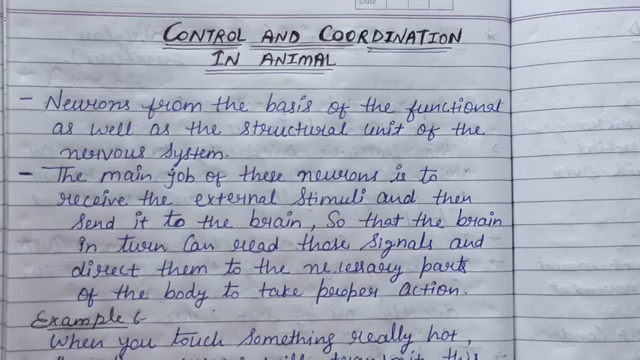 CONTROL AND COORDINATION
IN ANIMAL
- Neurons from the basis of the functional
as well as the structural unit of the
nervous system.
- The main job of these neurons is to
receive the external stimuli and then
send it to the brain, So that the brain
in turn can read those signals and
direct them to the necessary parts
of the body to take proper action.
Example :-
When you touch something really hot,